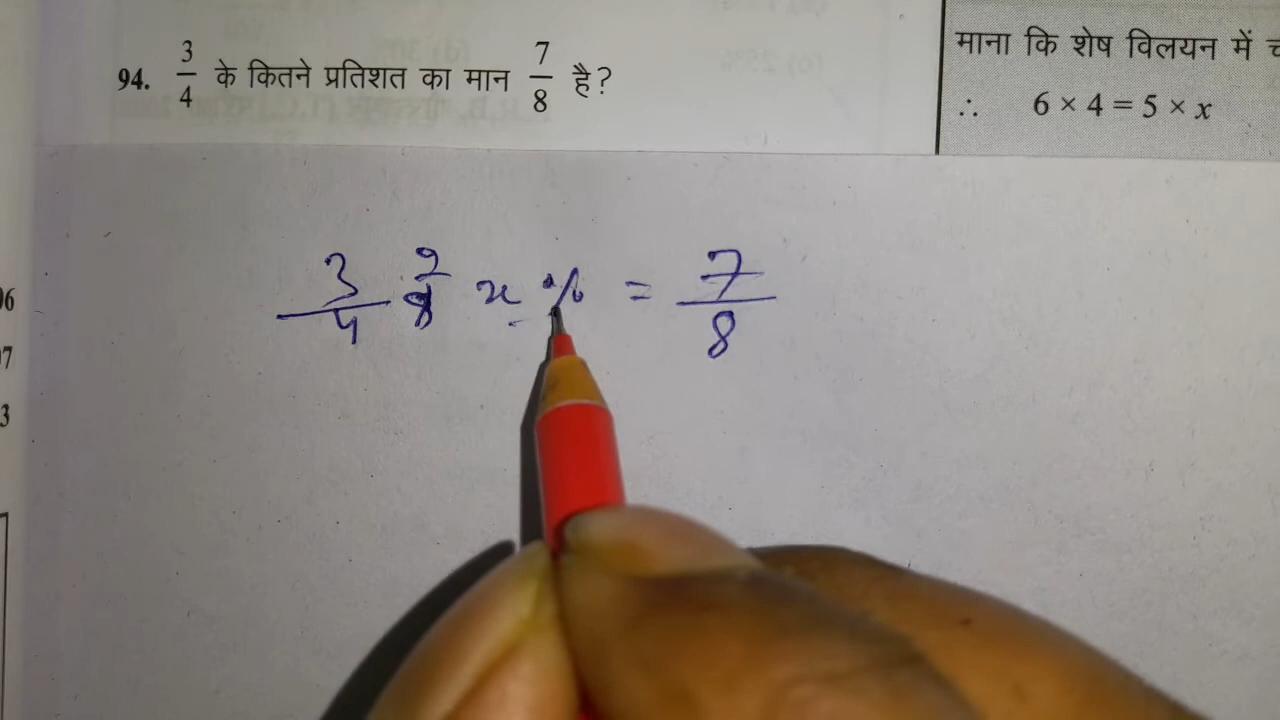 94. 3/4 के कितने प्रतिशत का मान 7/8 है?
माना कि शेष विलयन में
∴ 6 × 4 = 5 × x
3/4 x % = 7/8